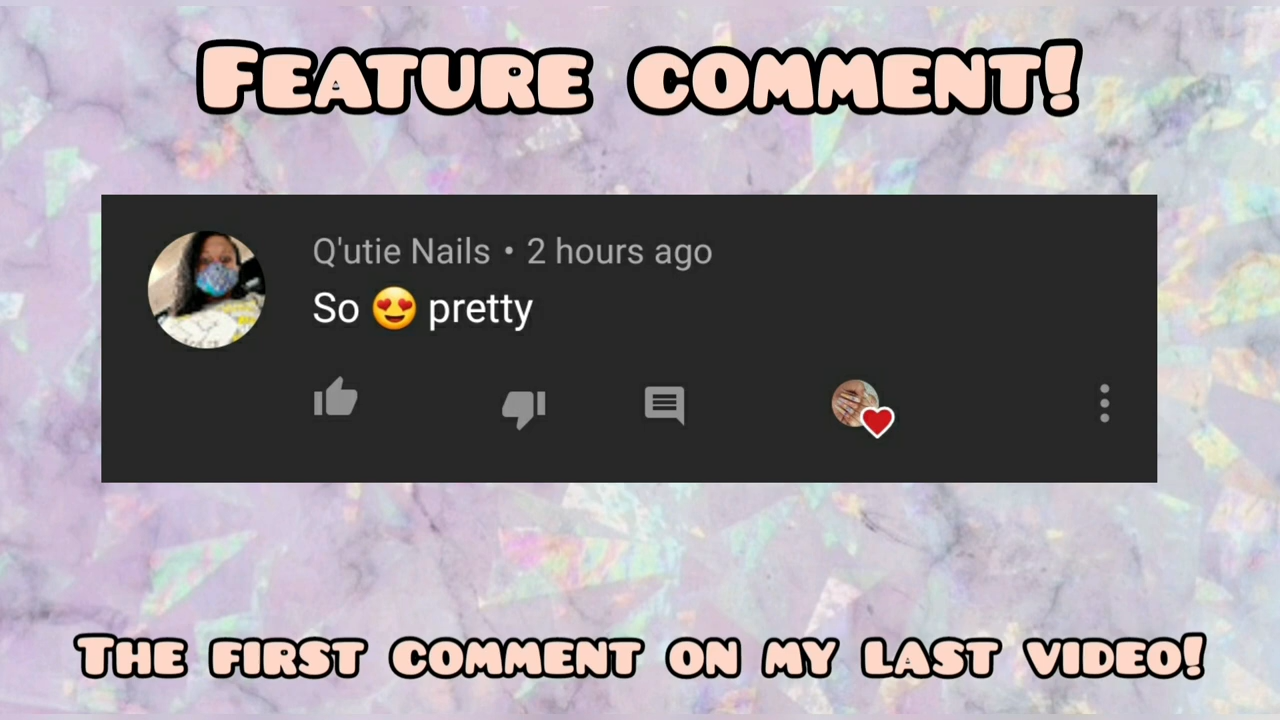 FEATURE COMMENT!
Q'utie Nails • 2 hours ago
So 😍 pretty
THE FIRST COMMENT ON MY LAST VIDEO!